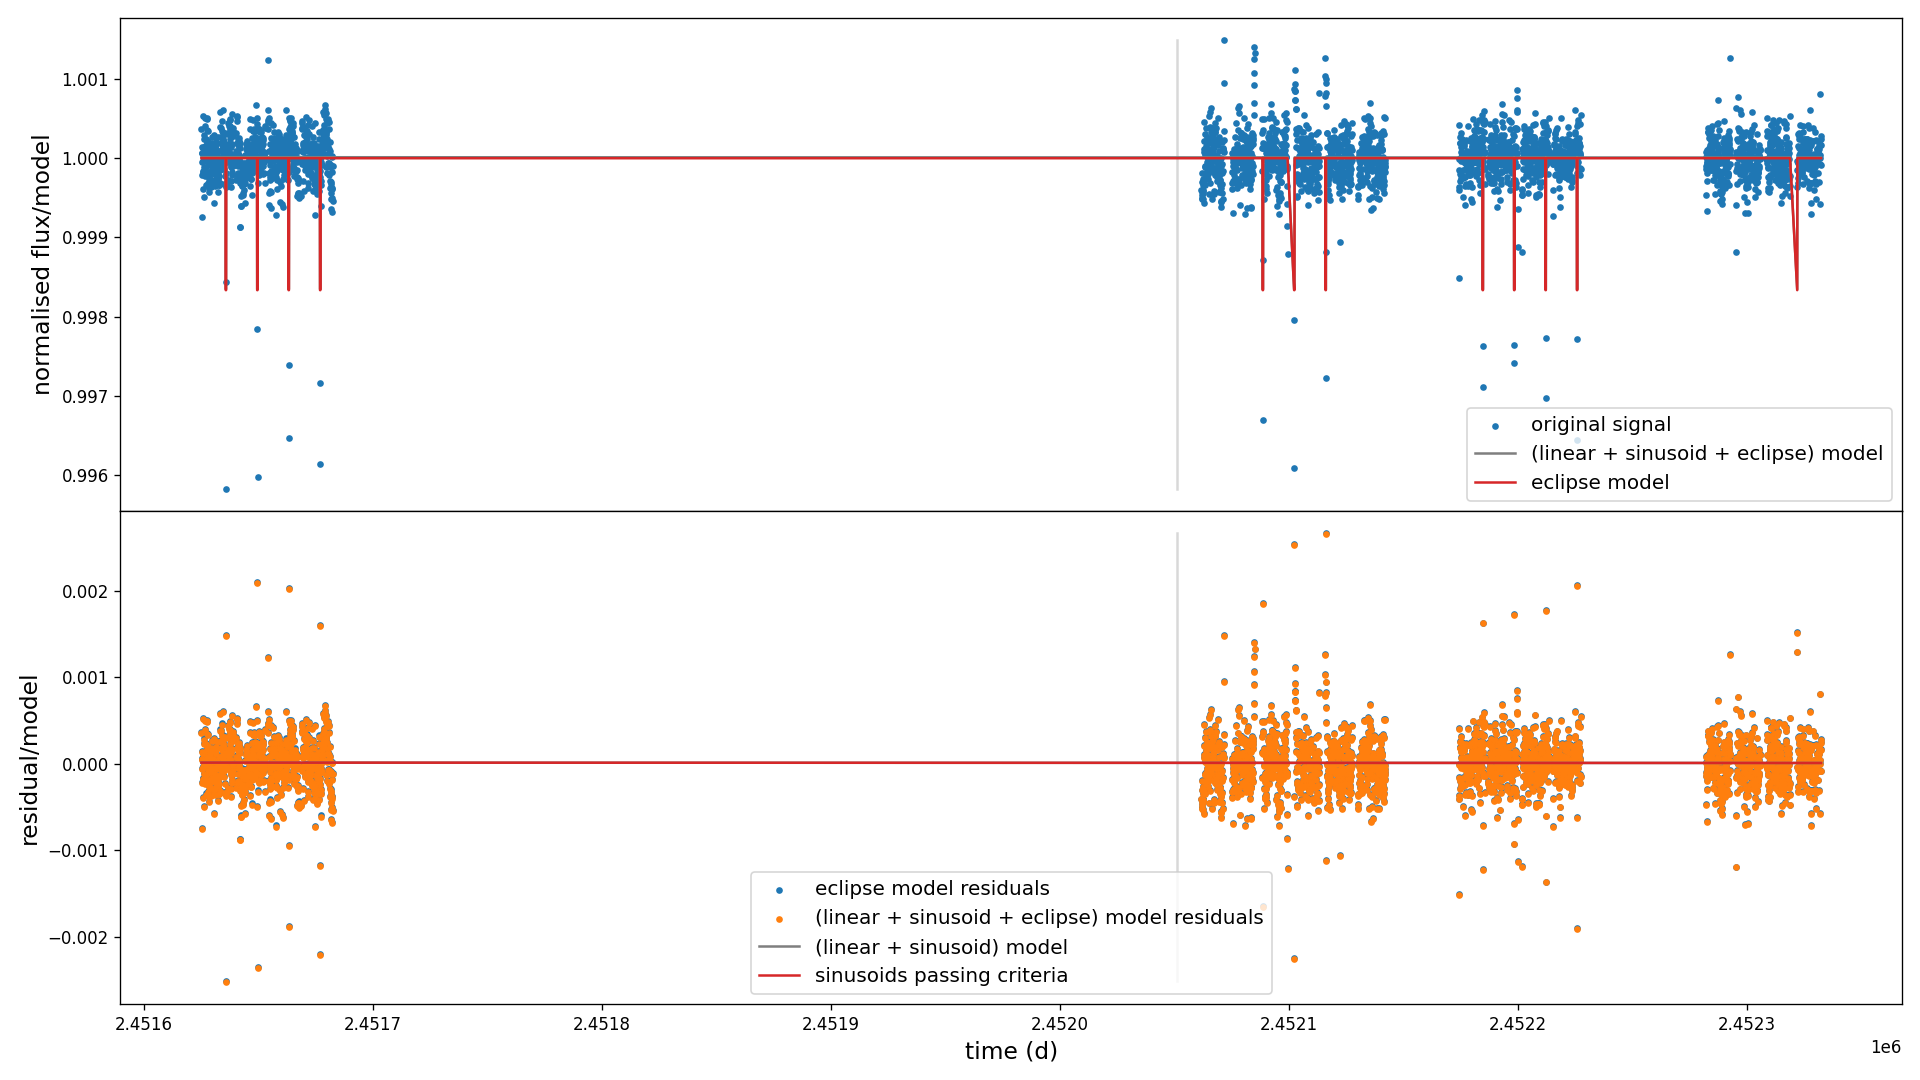 1.001
1.000
0.999
0.998
0.997
0.996
normalised flux/model
original signal
(linear + sinusoid + eclipse) model
eclipse model
0.002
0.001
0.000
−0.001
−0.002
residual/model
eclipse model residuals
(linear + sinusoid + eclipse) model residuals
(linear + sinusoid) model
sinusoids passing criteria
2.4516 2.4517 2.4518 2.4519 2.4520 2.4521 2.4522 2.4523
1e6
time (d)